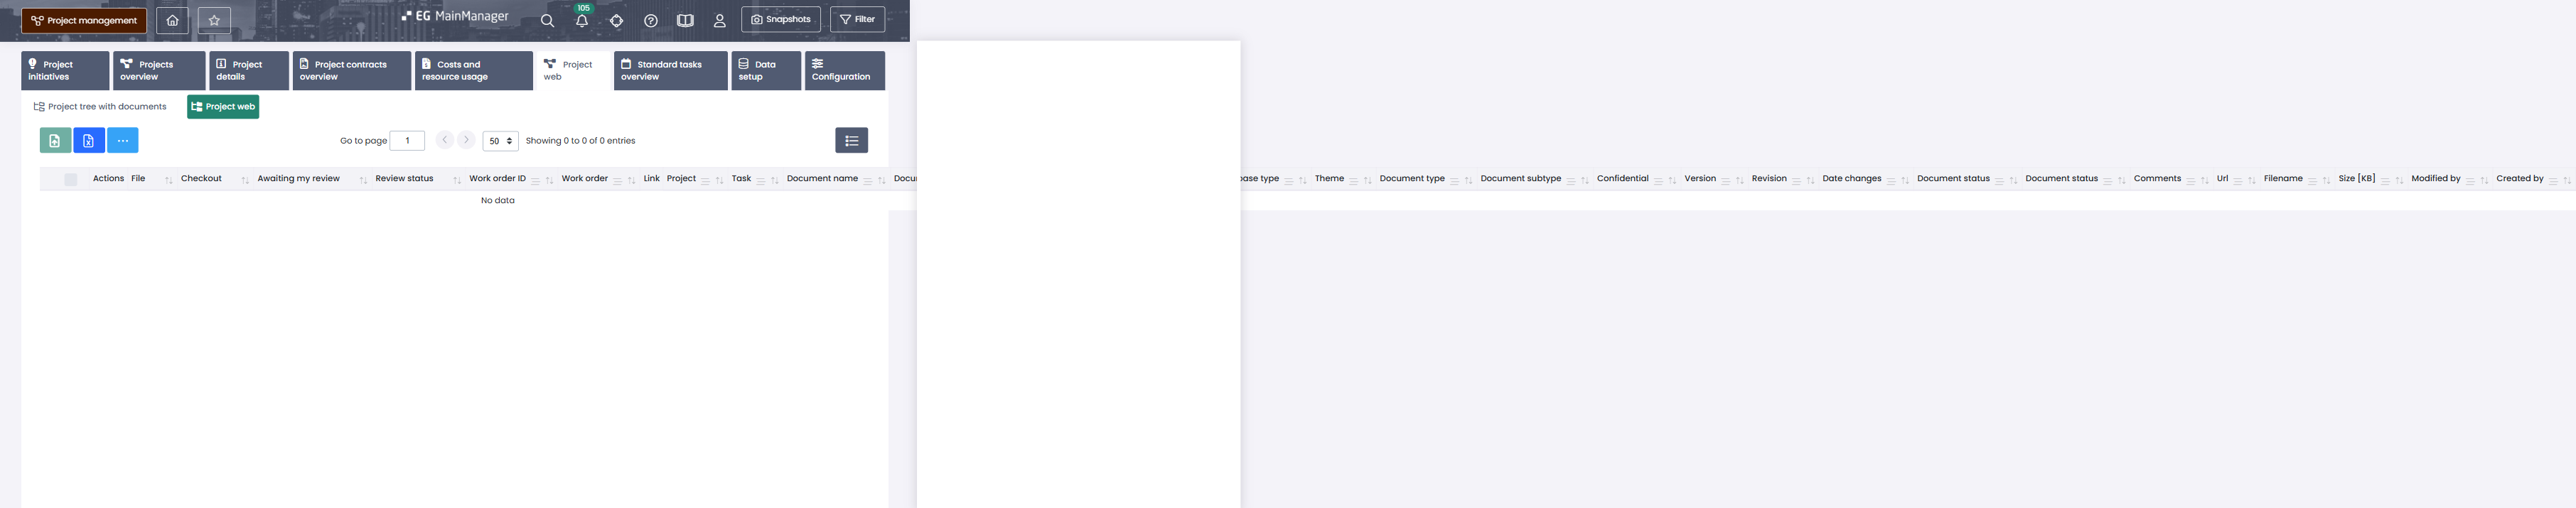 Project management
EG MainManager
105
Snapshots
Filter
Project initiatives
Projects overview
Project details
Project contracts overview
Costs and resource usage
Project web
Standard tasks overview
Data setup
Configuration
Project tree with documents
Project web
Go to page 1 50 Showing 0 to 0 of 0 entries
Actions File Checkout Awaiting my review Review status Work order ID Work order Link Project Task Document name type Theme Document type Document subtype Confidential Version Revision Date changes Document status Document status Comments Url Filename Size [KB] Modified by Created by
No data